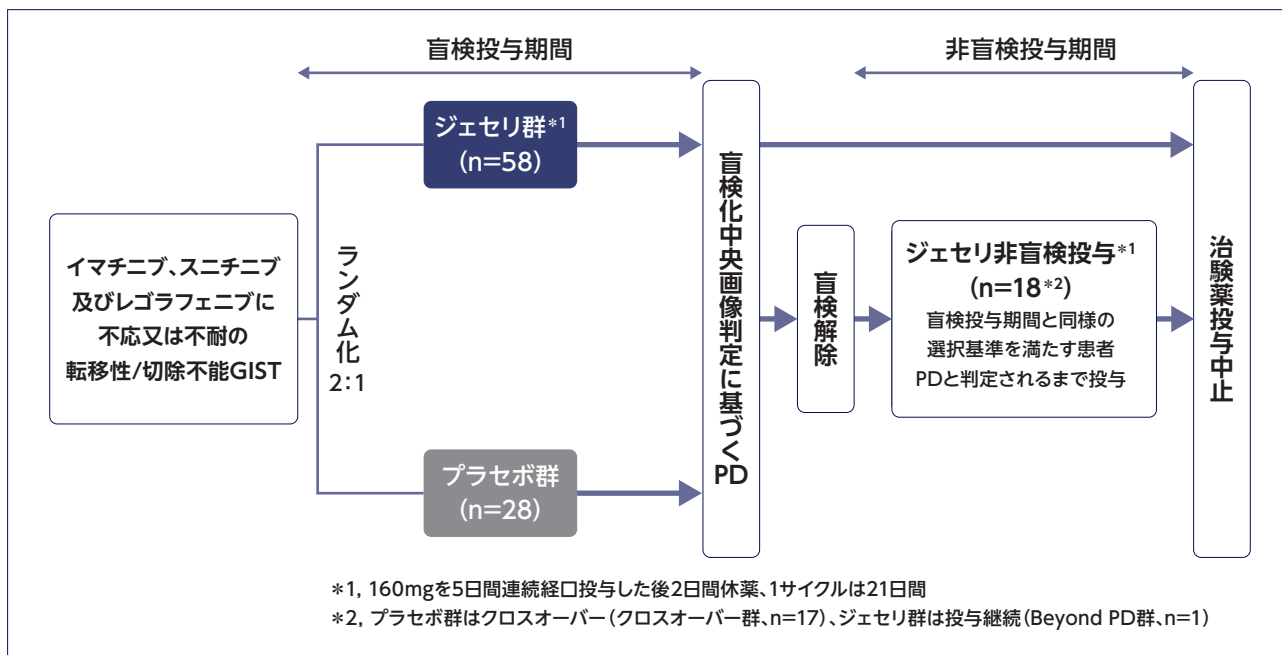 盲検投与期間
非盲検投与期間
ジェセリ群*1
(n=58)
イマチニブ、スニチニブ
及びレゴラフェニブに
不応又は不耐の
転移性/切除不能GIST
ランダム化
2:1
プラセボ群
(n=28)
盲検化中央画像判定に基づくPD
盲検解除
ジェセリ非盲検投与*1
(n=18*2)
盲検投与期間と同様の
選択基準を満たす患者
PDと判定されるまで投与
治験薬投与中止
*1, 160mgを5日間連続経口投与した後2日間休薬、1サイクルは21日間
*2, プラセボ群はクロスオーバー(クロスオーバー群、n=17)、ジェセリ群は投与継続(Beyond PD群、n=1)